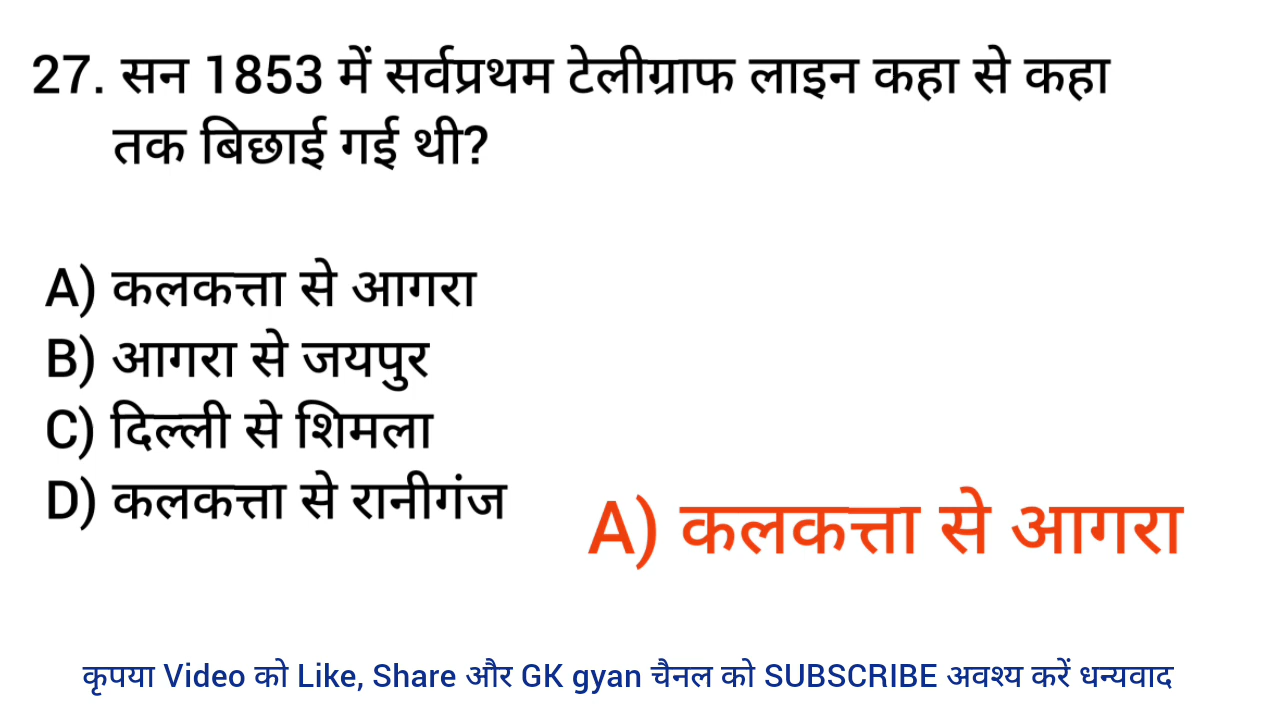 27. सन 1853 में सर्वप्रथम टेलीग्राफ लाइन कहा से कहा
तक बिछाई गई थी?
A) कलकत्ता से आगरा
B) आगरा से जयपुर
C) दिल्ली से शिमला
D) कलकत्ता से रानीगंज
A) कलकत्ता से आगरा
कृपया Video को Like, Share और GK gyan चैनल को SUBSCRIBE अवश्य करें धन्यवाद